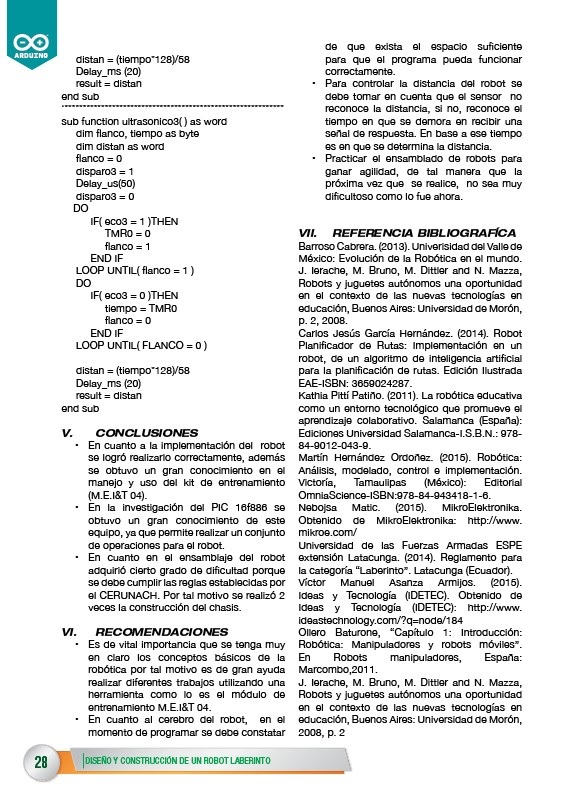 ARDUINO
distan = (tiempo*128)/58
Delay_ms (20)
result = distan
end sub
------------------------------------------------------------
sub function ultrasonico3( ) as word
dim flanco, tiempo as byte
dim distan as word
flanco = 0
disparo3 = 1
Delay_us(50)
disparo3 = 0
DO
IF( eco3 = 1 )THEN
TMR0 = 0
flanco = 1
END IF
LOOP UNTIL( flanco = 1 )
DO
IF( eco3 = 0 )THEN
tiempo = TMR0
flanco = 0
END IF
LOOP UNTIL( FLANCO = 0 )
distan = (tiempo*128)/58
Delay_ms (20)
result = distan
end sub
V. CONCLUSIONES
• En cuanto a la implementación del robot
se logró realizarlo correctamente, además
se obtuvo un gran conocimiento en el
manejo y uso del kit de entrenamiento
(M.E.I&T 04).
• En la investigación del PIC 16f886 se
obtuvo un gran conocimiento de este
equipo, ya que permite realizar un conjunto
de operaciones para el robot.
• En cuanto en el ensamblaje del robot
adquirió cierto grado de dificultad porque
se debe cumplir las reglas establecidas por
el CERUNACH. Por tal motivo se realizó 2
veces la construcción del chasis.
VI. RECOMENDACIONES
• Es de vital importancia que se tenga muy
en claro los conceptos básicos de la
robótica por tal motivo es de gran ayuda
realizar diferentes trabajos utilizando una
herramienta como lo es el módulo de
entrenamiento M.E.I&T 04.
• En cuanto al cerebro del robot, en el
momento de programar se debe constatar
de que exista el espacio suficiente
para que el programa pueda funcionar
correctamente.
• Para controlar la distancia del robot se
debe tomar en cuenta que el sensor no
reconoce la distancia, si no, reconoce el
tiempo en que se demora en recibir una
señal de respuesta. En base a ese tiempo
es en que se determina la distancia.
• Practicar el ensamblado de robots para
ganar agilidad, de tal manera que la
próxima vez que se realice, no sea muy
dificultoso como lo fue ahora.
VII. REFERENCIA BIBLIOGRAFÍCA
Barroso Cabrera. (2013). Univerisidad del Valle de
México: Evolución de la Robótica en el mundo.
J. Ierache, M. Bruno, M. Dittler and N. Mazza,
Robots y juguetes autónomos una oportunidad
en el contexto de las nuevas tecnologías en
educación, Buenos Aires: Universidad de Morón,
p. 2, 2008.
Carlos Jesús García Hernández. (2014). Robot
Planificador de Rutas: Implementación en un
robot, de un algoritmo de inteligencia artificial
para la planificación de rutas. Edición Ilustrada
EAE-ISBN: 3659024287.
Kathia Pittí Patiño. (2011). La robótica educativa
como un entorno tecnológico que promueve el
aprendizaje colaborativo. Salamanca (España):
Ediciones Universidad Salamanca-I.S.B.N.: 978-
84-9012-043-9.
Martín Hernández Ordoñez. (2015). Robótica:
Análisis, modelado, control e implementación.
Victoría, Tamaulipas (México): Editorial
OmniaScience-ISBN:978-84-943418-1-6.
Nebojsa Matic. (2015). MikroElektronika.
Obtenido de MikroElektronika: http://www.
mikroe.com/
Universidad de las Fuerzas Armadas ESPE
extensión Latacunga. (2014). Reglamento para
la categoría “Laberinto”. Latacunga (Ecuador).
Víctor Manuel Asanza Armijos. (2015).
Ideas y Tecnología (IDETEC). Obtenido de
Ideas y Tecnología (IDETEC): http://www.
ideastechnology.com/?q=node/184
Ollero Baturone, “Capítulo 1: Introducción:
Robótica: Manipuladores y robots móviles”.
En Robots manipuladores, España:
Marcombo,2011.
J. Ierache, M. Bruno, M. Dittler and N. Mazza,
Robots y juguetes autónomos una oportunidad
en el contexto de las nuevas tecnologías en
educación, Buenos Aires: Universidad de Morón,
2008, p. 2
28
DISEÑO Y CONSTRUCCIÓN DE UN ROBOT LABERINTO